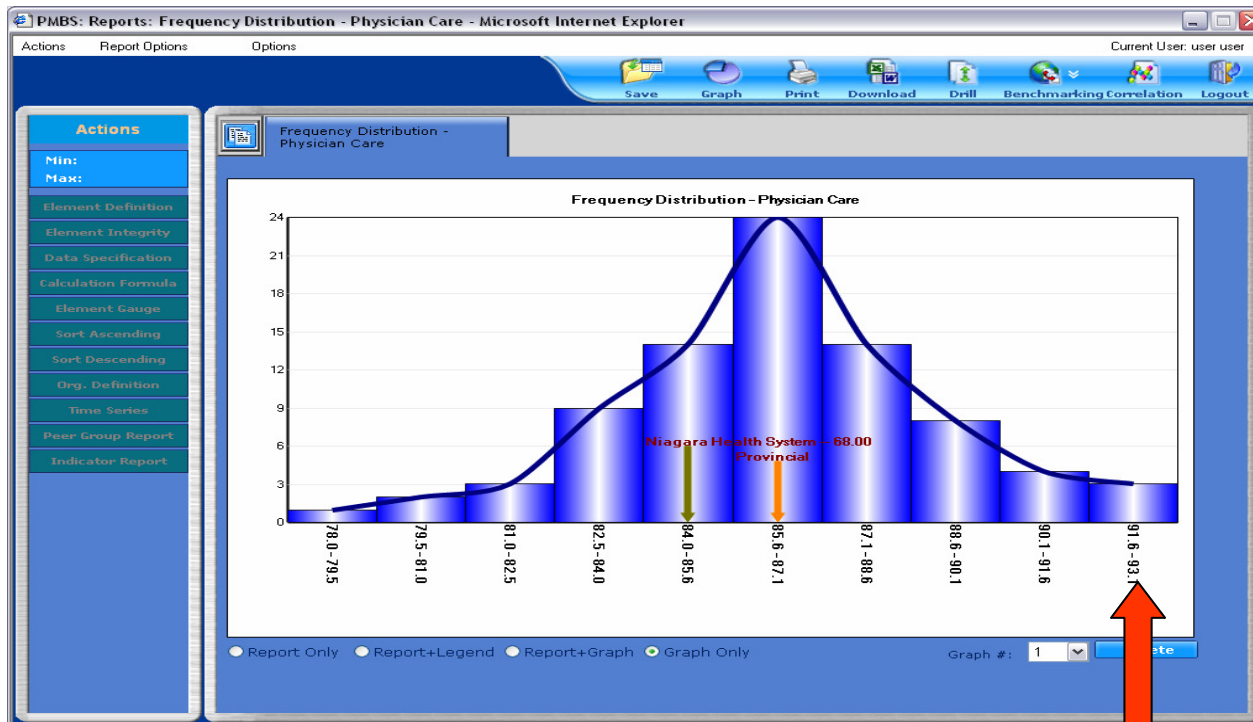 PMBS: Reports: Frequency Distribution - Physician Care - Microsoft Internet Explorer
Actions Report Options Options Current User: user user
Save Graph Print Download Drill Benchmarking Correlation Logout
Actions
Min:
Max:
Element Definition
Element Integrity
Data Specification
Calculation Formula
Element Gauge
Sort Ascending
Sort Descending
Org. Definition
Time Series
Peer Group Report
Indicator Report
Frequency Distribution -
Physician Care
Frequency Distribution - Physician Care
24
21
18
15
12
9
6
3
0
Niagara Health System - 68.00
Provincial
78.0 - 79.5
79.5 - 81.0
81.0 - 82.5
82.5 - 84.0
84.0 - 85.6
85.6 - 87.1
87.1 - 88.6
88.6 - 90.1
90.1 - 91.6
91.6 - 93.1
Report Only Report+Legend Report+Graph Graph Only Graph #: 1